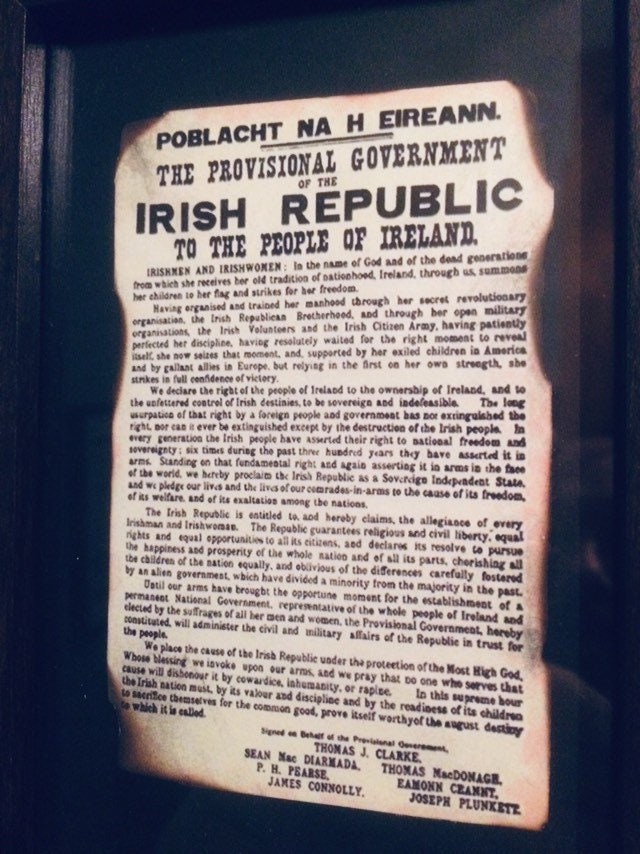 POBLACHT NA H EIREANN.
THE PROVISIONAL GOVERNMENT
OF THE
IRISH REPUBLIC
TO THE PEOPLE OF IRELAND.
IRISHMEN AND IRISHWOMEN: In the name of God and of the dead generations
from which she receives her old tradition of nationhood, Ireland, through us, summons
her children to her flag and strikes for her freedom.
Having organised and trained her manhood through her secret revolutionary
organisation, the Irish Republican Brotherhood, and through her open military
organisations, the Irish Volunteers and the Irish Citizen Army, having patiently
perfected her discipline, having resolutely waited for the right moment to reveal
itself, she now seizes that moment, and, supported by her exiled children in America
and by gallant allies in Europe, but relying in the first on her own strength, she
strikes in full confidence of victory.
We declare the right of the people of Ireland to the ownership of Ireland, and to
the unfettered control of Irish destinies, to be sovereign and indefeasible. The long
usurpation of that right by a foreign people and government has not extinguished the
right, nor can it ever be extinguished except by the destruction of the Irish people. In
every generation the Irish people have asserted their right to national freedom and
sovereignty; six times during the past three hundred years they have asserted it in
arms. Standing on that fundamental right and again asserting it in arms in the face
of the world, we hereby proclaim the Irish Republic as a Sovereign Independent State,
and we pledge our lives and the lives of our comrades-in-arms to the cause of its freedom,
of its welfare, and of its exaltation among the nations.
The Irish Republic is entitled to, and hereby claims, the allegiance of every
Irishman and Irishwoman. The Republic guarantees religious and civil liberty, equal
rights and equal opportunities to all its citizens, and declares its resolve to pursue
the happiness and prosperity of the whole nation and of all its parts, cherishing all
the children of the nation equally, and oblivious of the differences carefully fostered
by an alien government, which have divided a minority from the majority in the past.
Until our arms have brought the opportune moment for the establishment of a
permanent National Government, representative of the whole people of Ireland and
elected by the suffrages of all her men and women, the Provisional Government, hereby
constituted, will administer the civil and military affairs of the Republic in trust for
the people.
We place the cause of the Irish Republic under the protection of the Most High God,
Whose blessing we invoke upon our arms, and we pray that no one who serves that
cause will dishonour it by cowardice, inhumanity, or rapine. In this supreme hour
the Irish nation must, by its valour and discipline and by the readiness of its children
to sacrifice themselves for the common good, prove itself worthy of the august destiny
to which it is called.
Signed on Behalf of the Provisional Government,
THOMAS J. CLARKE,
SEAN Mac DIARMADA, THOMAS MacDONAGH,
P. H. PEARSE, EAMONN CEANNT,
JAMES CONNOLLY. JOSEPH PLUNKETT